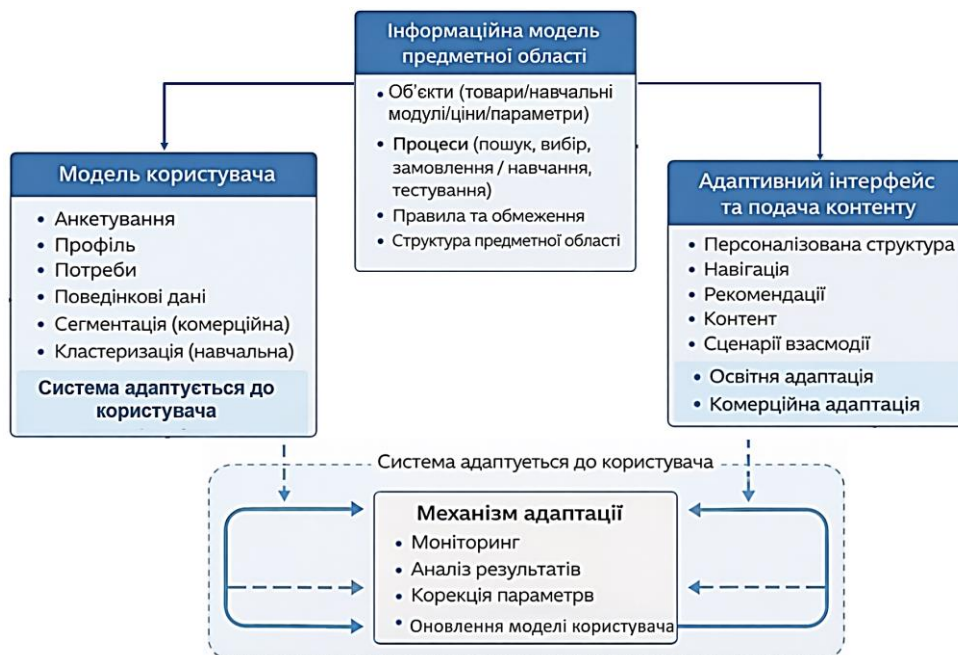 Інформаційна модель
предметної області
• Об'єкти (товари/навчальні
модулі/ціни/параметри)
• Процеси (пошук, вибір,
замовлення / навчання,
тестування)
• Правила та обмеження
• Структура предметної області
Модель користувача
• Анкетування
• Профіль
• Потреби
• Поведінкові дані
• Сегментація (комерційна)
• Кластеризація (навчальна)
Система адаптується до
користувача
Адаптивний інтерфейс
та подача контенту
• Персоналізована структура
• Навігація
• Рекомендації
• Контент
• Сценарії взасмодії
• Освітня адаптація
• Комерційна адаптація
Система адаптуеться до користувача
Механізм адаптації
• Моніторинг
• Аналіз результатів
• Корекція параметрв
• Оновлення моделі користувача